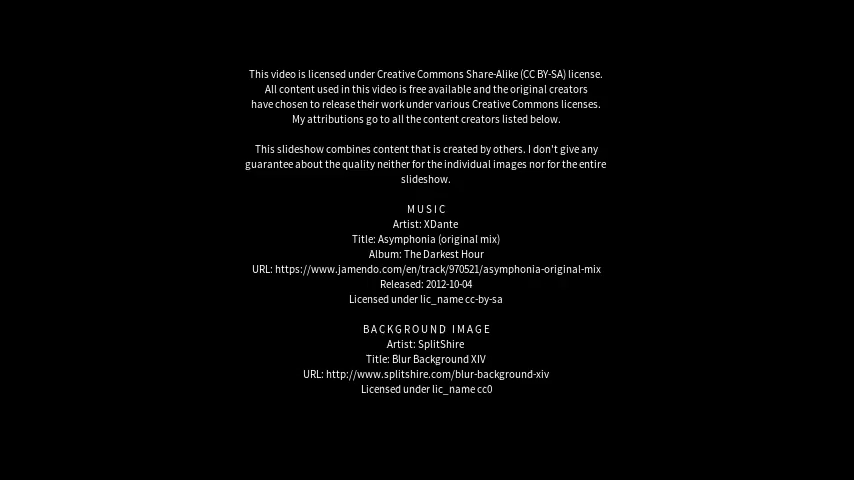 This video is licensed under Creative Commons Share-Alike (CC BY-SA) license.
All content used in this video is free available and the original creators
have chosen to release their work under various Creative Commons licenses.
My attributions go to all the content creators listed below.
This slideshow combines content that is created by others. I don't give any
guarantee about the quality neither for the individual images nor for the entire
slideshow.
MUSIC
Artist: XDante
Title: Asymphonia (original mix)
Album: The Darkest Hour
URL: https://www.jamendo.com/en/track/970521/asymphonia-original-mix
Released: 2012-10-04
Licensed under lic_name cc-by-sa
BACKGROUND IMAGE
Artist: SplitShire
Title: Blur Background XIV
URL: http://www.splitshire.com/blur-background-xiv
Licensed under lic_name cc0